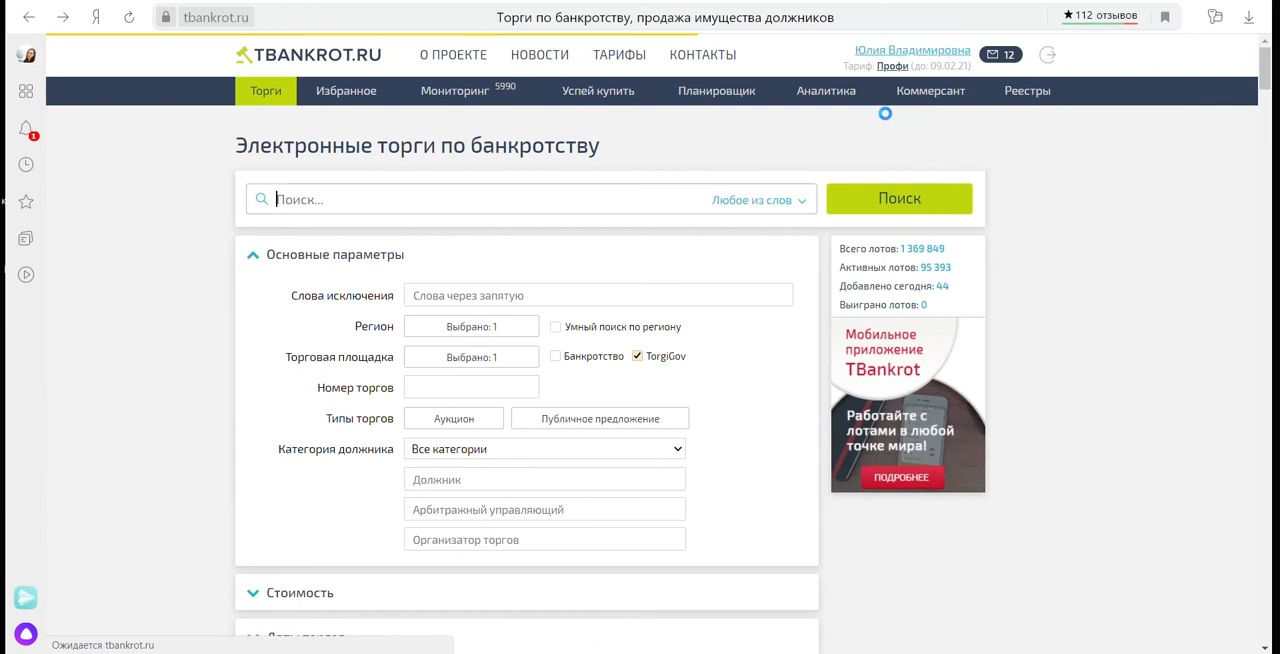 tbankrot.ru
Торги по банкротству, продажа имущества должников
★112 отзывов
TBANKROT.RU
О ПРОЕКТЕ
НОВОСТИ
ТАРИФЫ
КОНТАКТЫ
Юлия Владимировна
12
Тариф: Профи (до: 09.02.21)
Торги
Избранное
Мониторинг 5990
Успей купить
Планировщик
Аналитика
Коммерсант
Реестры
1
Электронные торги по банкротству
Поиск...
Любое из слов
Поиск
Основные параметры
Слова исключения
Слова через запятую
Регион
Выбрано: 1
Умный поиск по региону
Торговая площадка
Выбрано: 1
Банкротство
TorgiGov
Номер торгов
Типы торгов
Аукцион
Публичное предложение
Категория должника
Все категории
Должник
Арбитражный управляющий
Организатор торгов
Стоимость
Всего лотов: 1 369 849
Активных лотов: 95 393
Добавлено сегодня: 44
Выиграно лотов: 0
Мобильное
приложение
TBankrot
Работайте с
лотами в любой
точке мира!
ПОДРОБНЕЕ
Ожидается tbankrot.ru